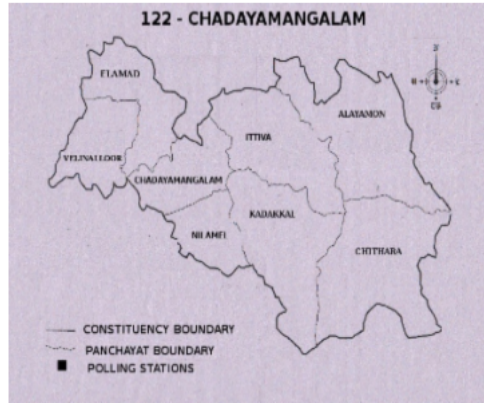 122 - CHADAYAMANGALAM
ELAMAD
ALAYAMON
ITTIVA
VELINALLOOR
CHADAYAMANGALAM
KADAKKAL
NILAMEL
CHITHARA
CONSTITUENCY BOUNDARY
PANCHAYAT BOUNDARY
POLLING STATIONS